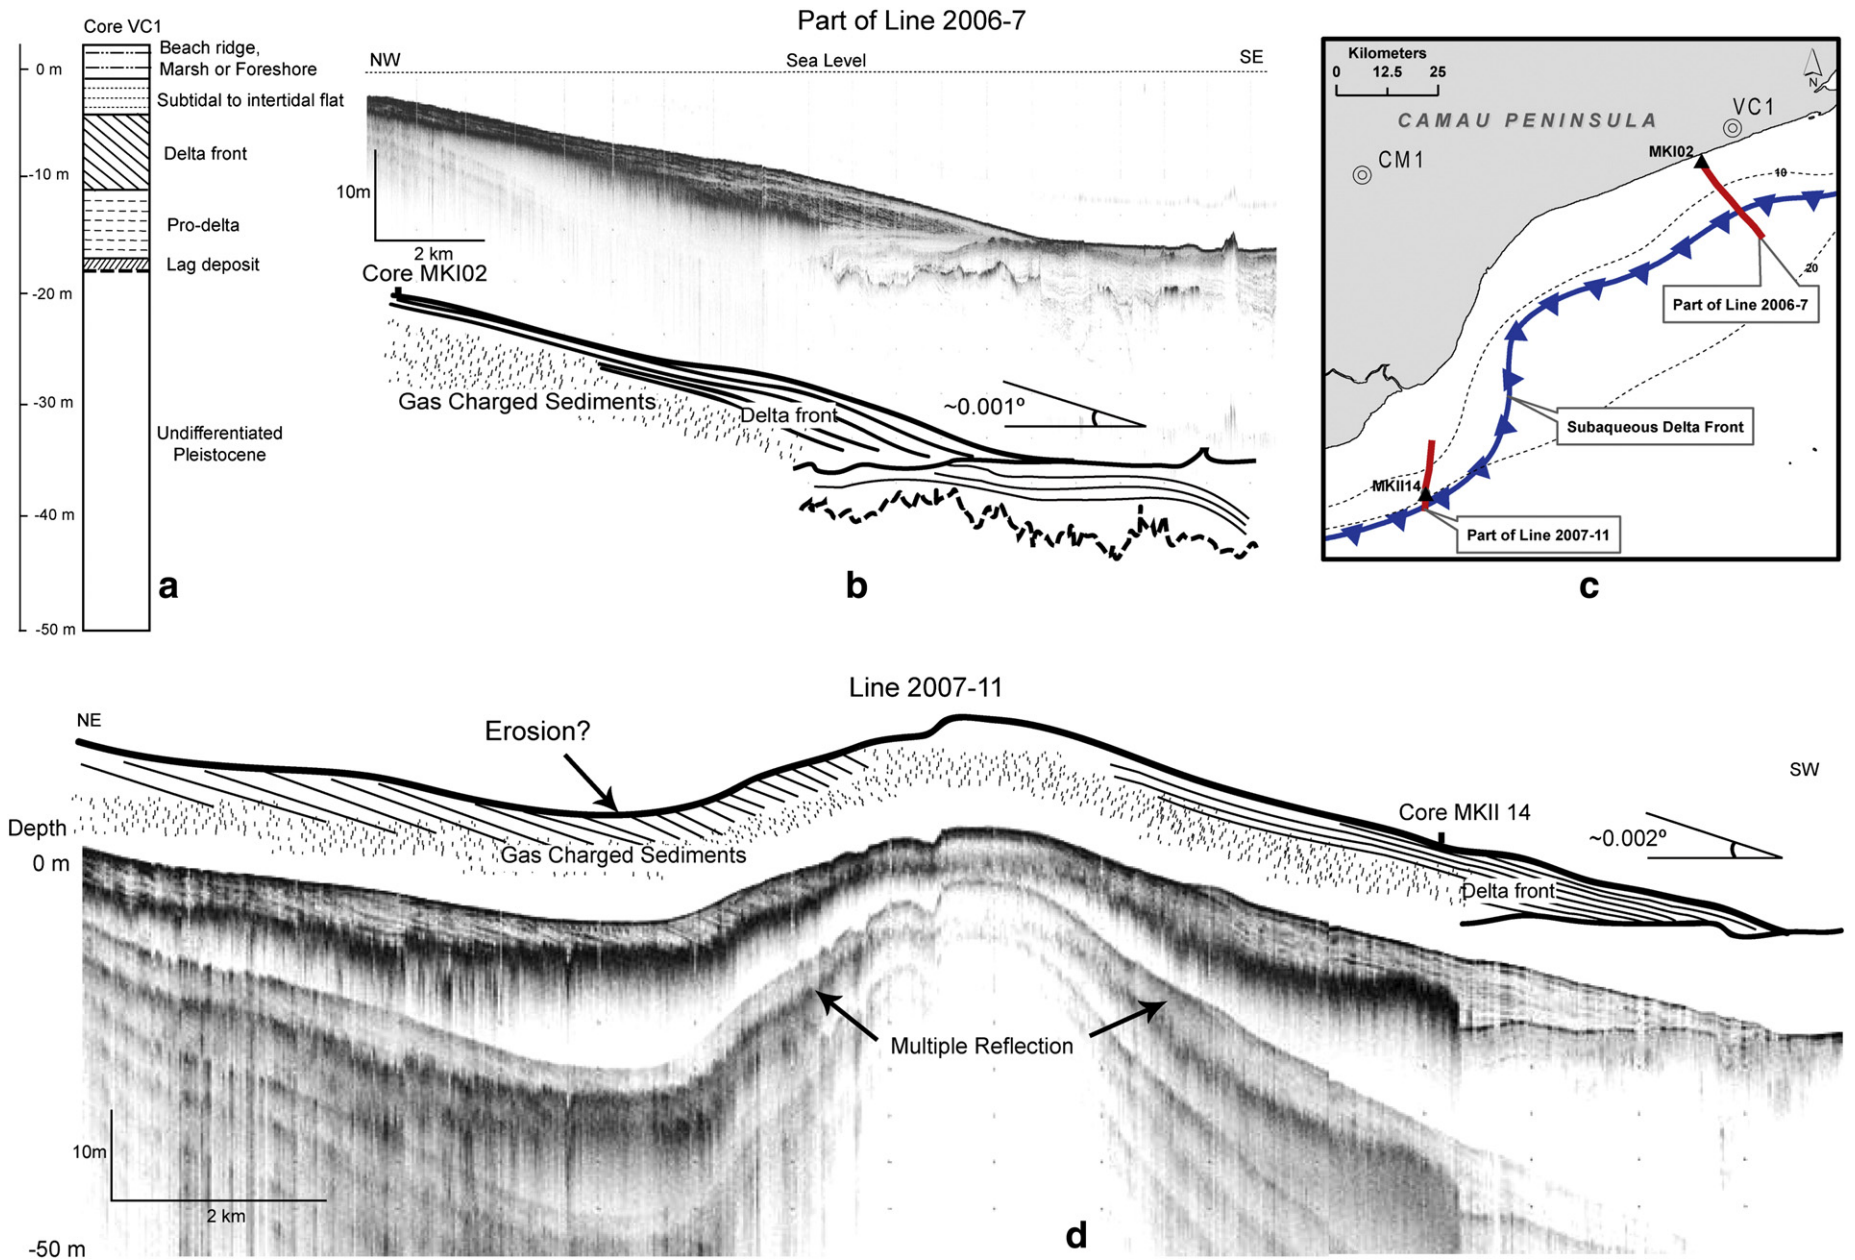 Core VC1
0 m
-10 m
-20 m
-30 m
-40 m
-50 m
Beach ridge,
Marsh or Foreshore
Subtidal to intertidal flat
Delta front
Pro-delta
Lag deposit
Undifferentiated
Pleistocene
a
Part of Line 2006-7
NW
Sea Level
SE
10m
2 km
Core MKI02
Gas Charged Sediments
Delta front
~0.001º
b
Kilometers
0 12.5 25
N
CAMAU PENINSULA
VC1
CM1
MKI02
10
20
Part of Line 2006-7
Subaqueous Delta Front
MKII14
Part of Line 2007-11
c
Line 2007-11
NE
Erosion?
SW
Core MKII 14
~0.002º
Depth
0 m
Gas Charged Sediments
Delta front
Multiple Reflection
10m
2 km
-50 m
d